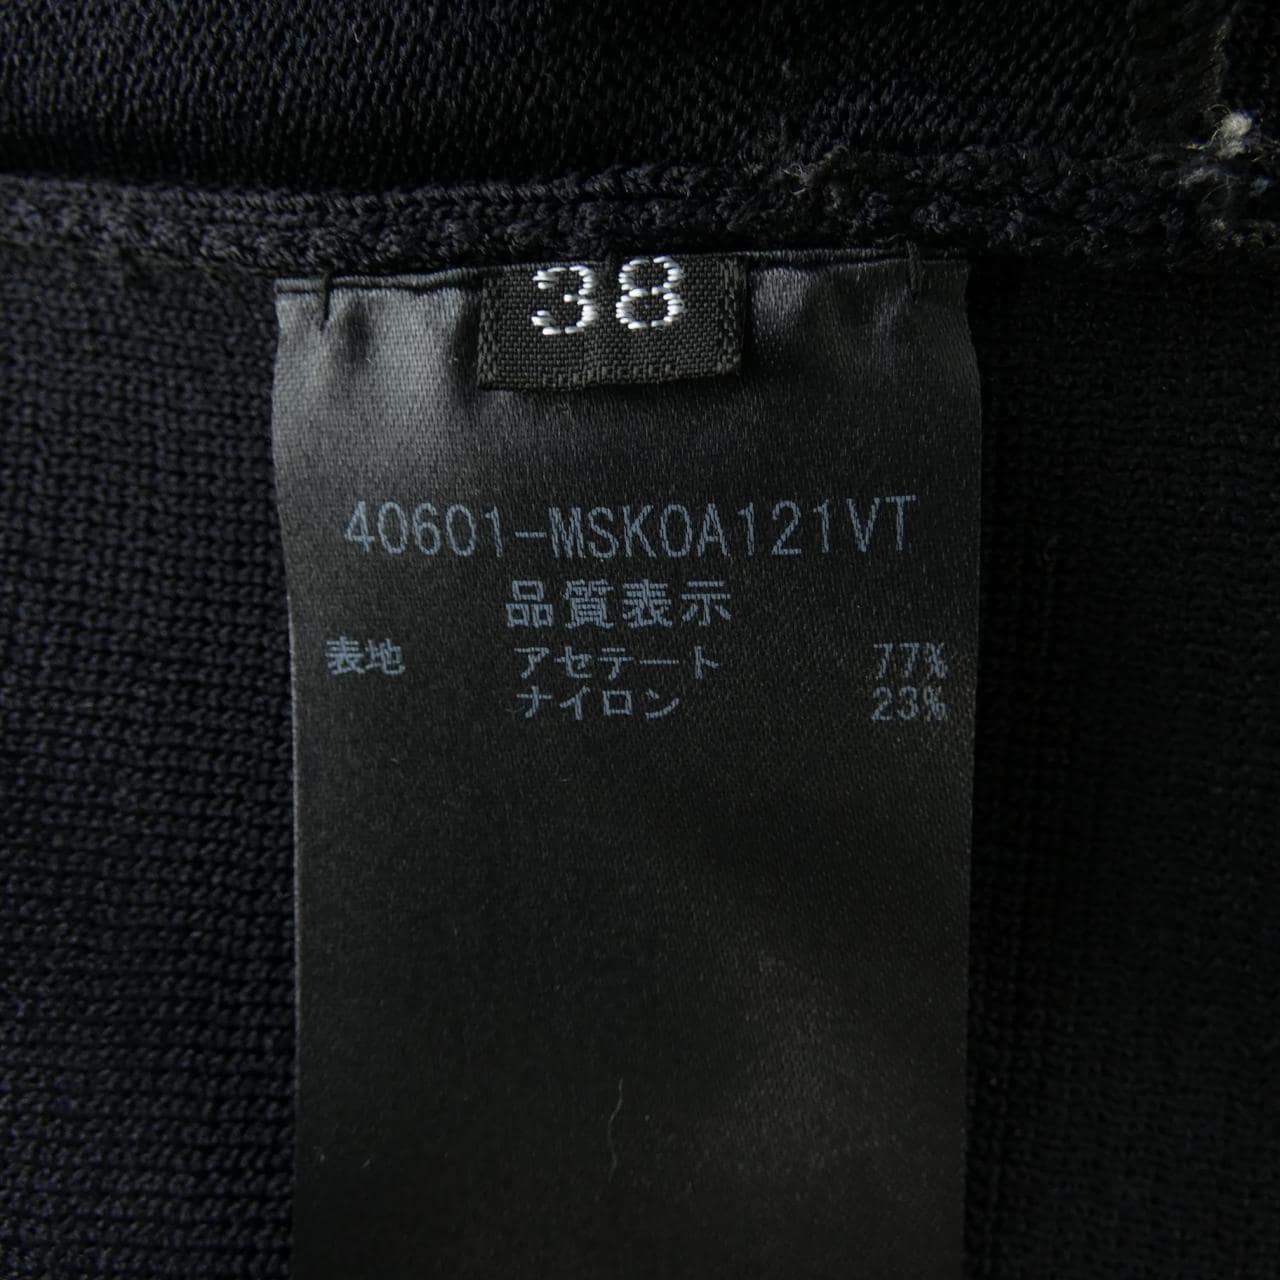 38
40601-MSK0A121VT
品質表示
表地 アセテート 77%
ナイロン 23%